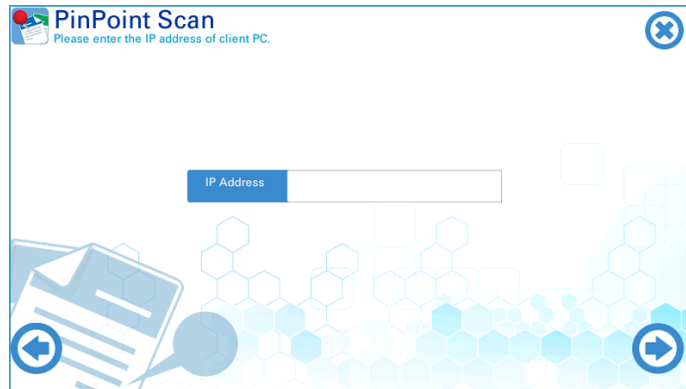 PinPoint Scan
Please enter the IP address of client PC.
IP Address